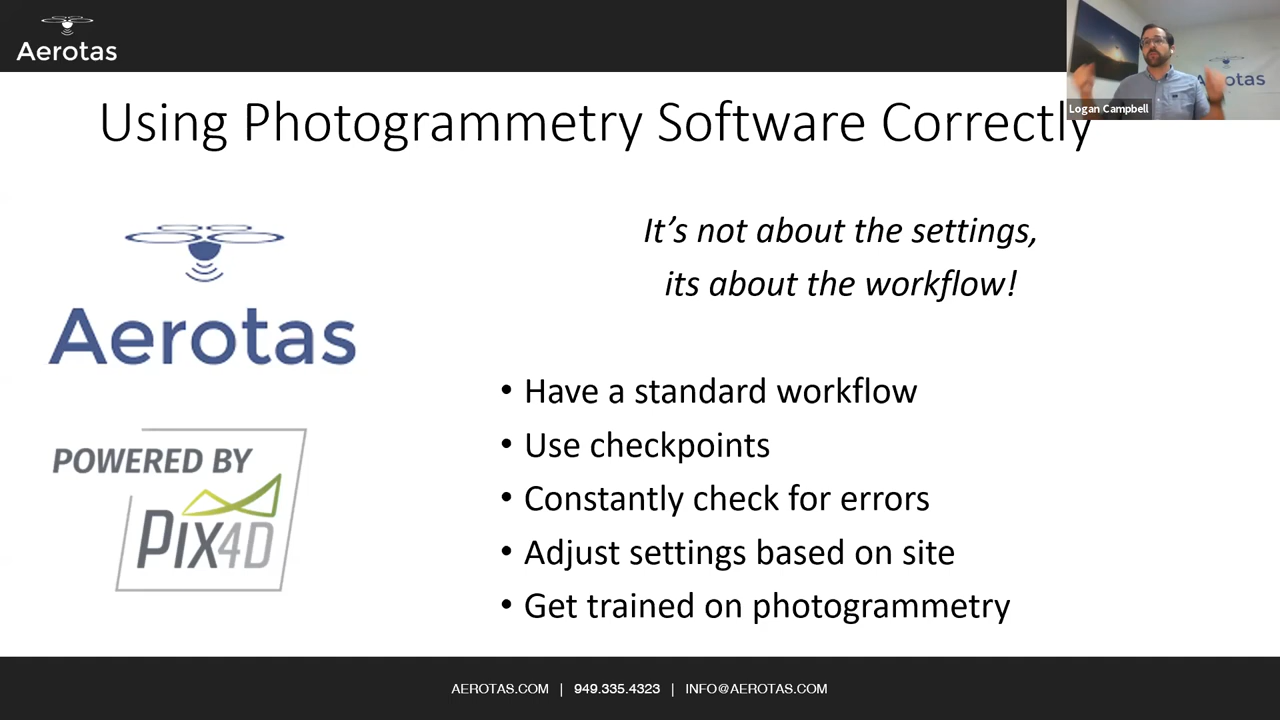 Aerotas
Logan Campbell
Using Photogrammetry Software Correctly
Aerotas
POWERED BY
PIX4D
It's not about the settings,
its about the workflow!
• Have a standard workflow
• Use checkpoints
• Constantly check for errors
• Adjust settings based on site
• Get trained on photogrammetry
AEROTAS.COM | 949.335.4323 | INFO@AEROTAS.COM